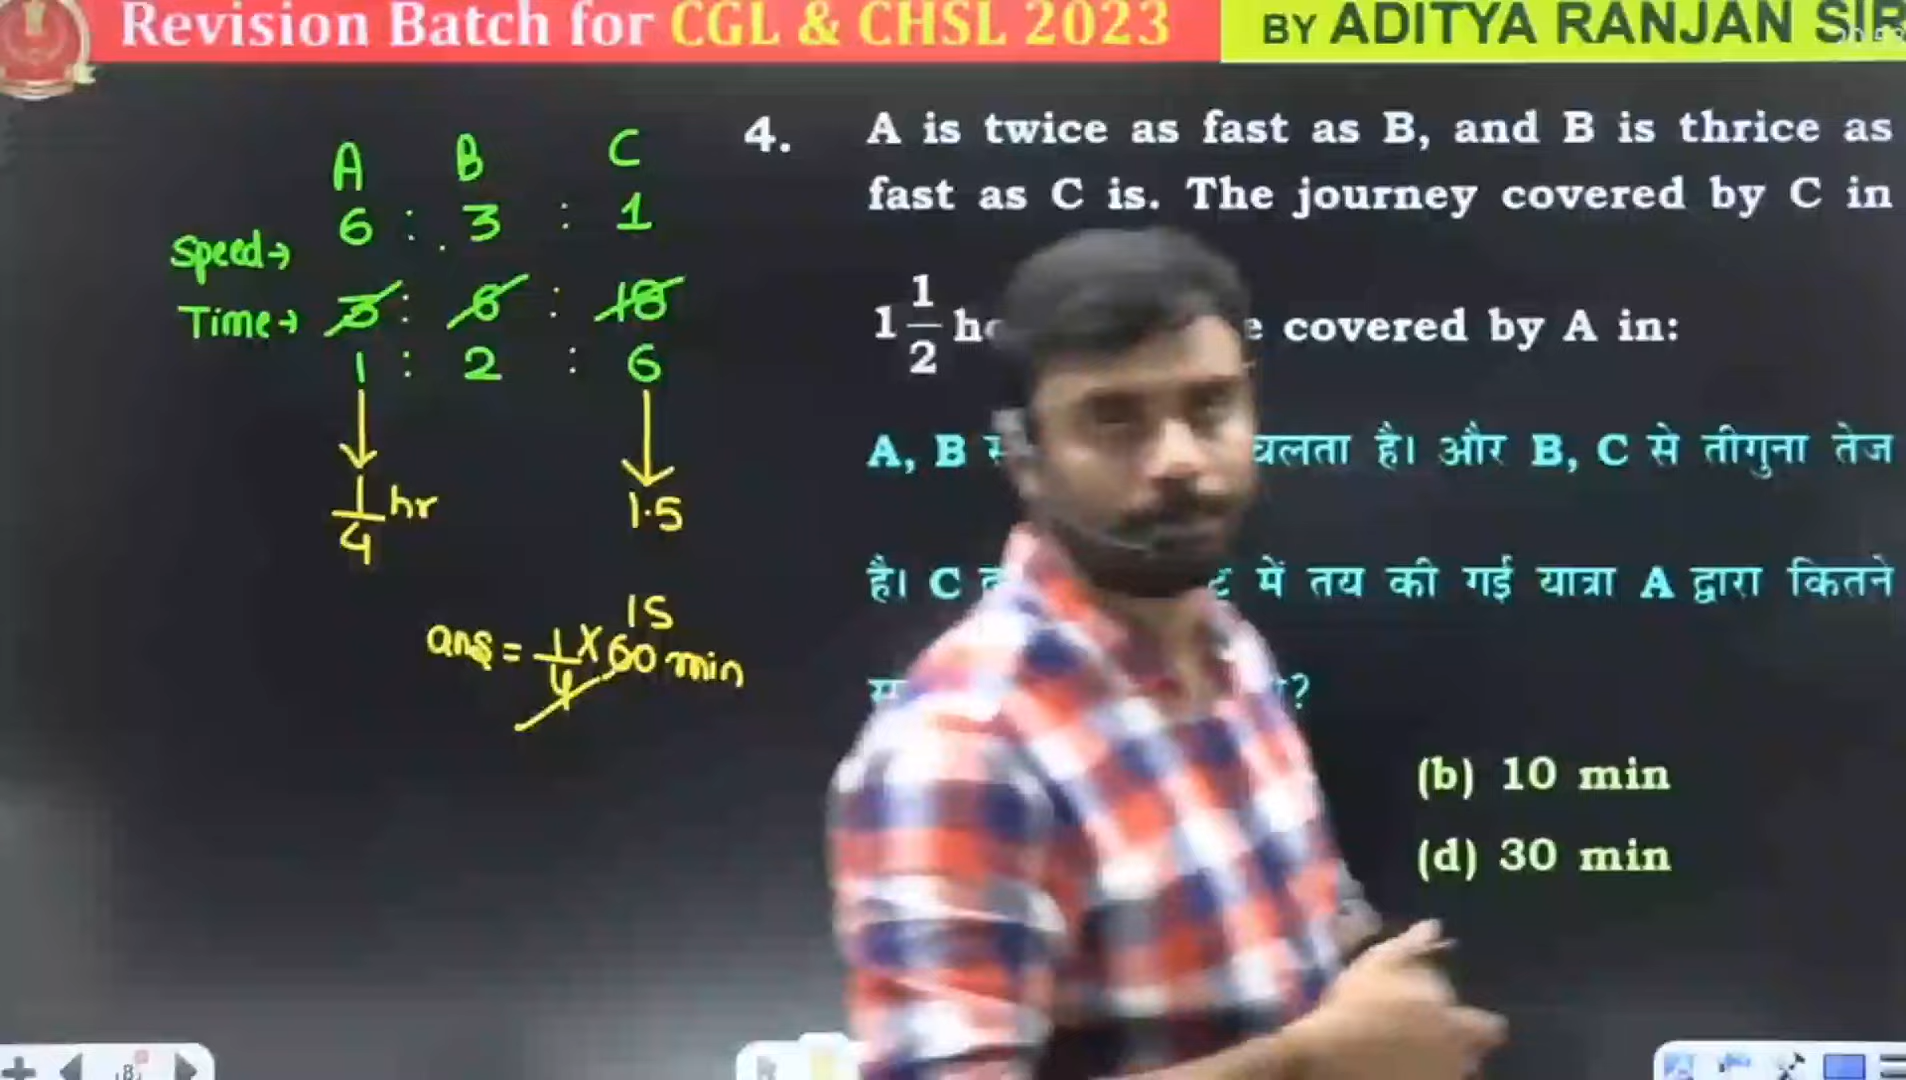 Revision Batch for CGL & CHSL 2023
BY ADITYA RANJAN SIR
A B C
Speed→ 6 : 3 : 1
Time→ 3 : 6 : 18
1 : 2 : 6
1/4 hr 1.5
15
ans = 1/4 × 60 min
4. A is twice as fast as B, and B is thrice as
fast as C is. The journey covered by C in
1 1/2 covered by A in:
A, B चलता है। और B, C से तीगुना तेज
है। C में तय की गई यात्रा A द्वारा कितने
?
(b) 10 min
(d) 30 min